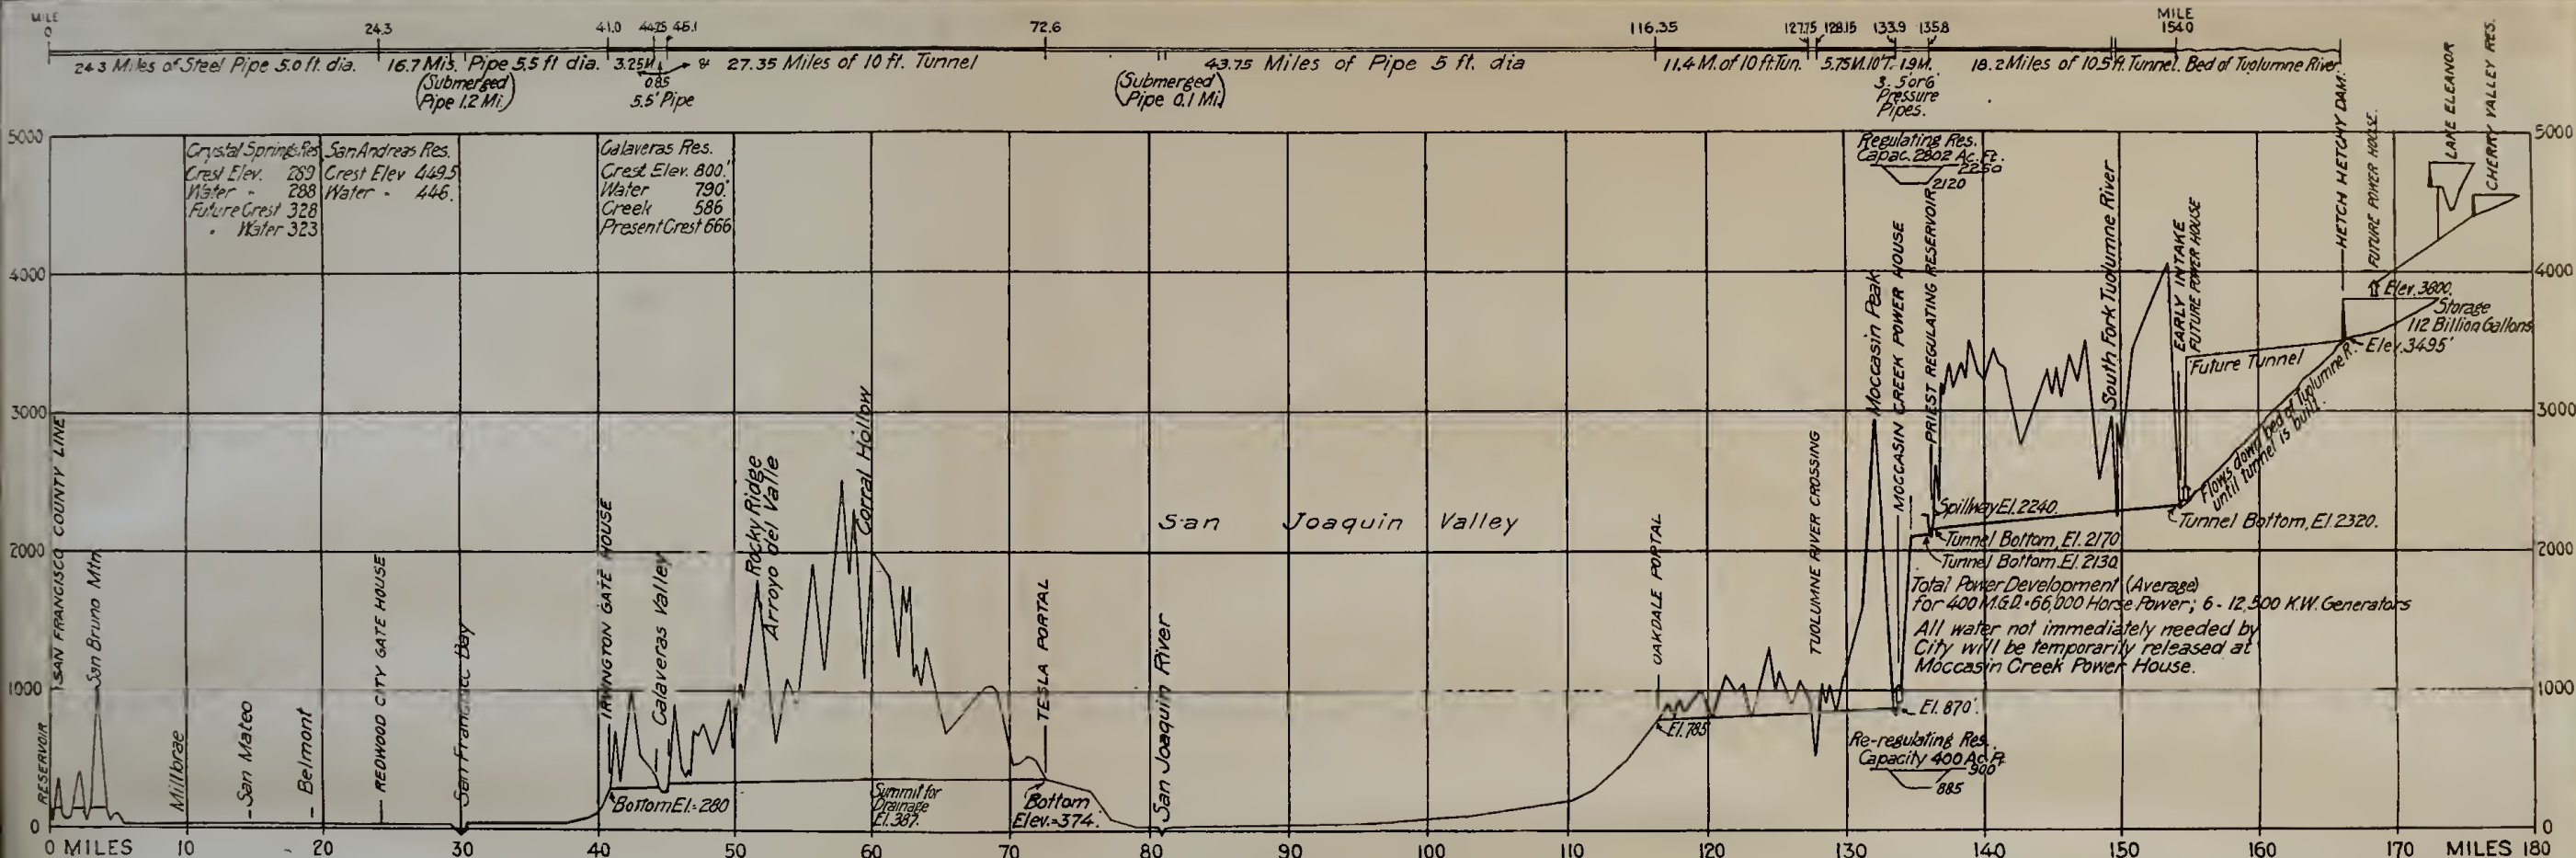 MILE
0
24.3
41.0
44.25 45.1
72.6
116.35
127.75 128.15
133.9
135.8
MILE
154.0
24.3 Miles of Steel Pipe 5.0 ft. dia.
16.7 Mis. Pipe 5.5 ft dia.
(Submerged
Pipe 1.2 Mi.)
3.25M.
0.85
5.5' Pipe
& 27.35 Miles of 10 ft. Tunnel
43.75 Miles of Pipe 5 ft. dia
(Submerged
Pipe 0.1 Mi)
11.4 M. of 10 ft Tun.
5.75 M. 10' T.
1.9 M.
3, 5' or 6'
Pressure
Pipes.
18.2 Miles of 10.5 ft. Tunnel.
Bed of Tuolumne River
HETCH HETCHY DAM.
FUTURE POWER HOUSE.
LAKE ELEANOR
CHERRY VALLEY RES.
5000
4000
3000
2000
1000
0
Crystal Springs Res
Crest Elev. 289
Water " 288
Future Crest 328
" Water 323
San Andreas Res.
Crest Elev 449.5
Water " 446.
Calaveras Res.
Crest Elev. 800.'
Water 790.'
Creek 586
Present Crest 666
Regulating Res.
Capac. 2802 Ac. Ft.
2250
2120
RESERVOIR
SAN FRANCISCO COUNTY LINE
San Bruno Mtn.
Millbrae
San Mateo
Belmont
REDWOOD CITY GATE HOUSE
San Francisco Bay
IRVINGTON GATE HOUSE
Calaveras Valley
Rocky Ridge
Arroyo del Valle
Corral Hollow
TESLA PORTAL
San Joaquin River
San Joaquin Valley
OAKDALE PORTAL
TUOLUMNE RIVER CROSSING
Moccasin Peak
MOCCASIN CREEK POWER HOUSE
PRIEST REGULATING RESERVOIR
South Fork Tuolumne River
EARLY INTAKE
FUTURE POWER HOUSE
Elev. 3800.
Storage
112 Billion Gallons
Elev. 3495'
Future Tunnel
Flows down bed of Tuolumne R.
until tunnel is built.
Spillway El. 2240.
Tunnel Bottom, El. 2320.
Tunnel Bottom, El. 2170
Tunnel Bottom. El. 2130
Total Power Development (Average)
for 400 M.G.D. = 66,000 Horse Power; 6 - 12,500 K.W. Generators
All water not immediately needed by
City will be temporarily released at
Moccasin Creek Power House.
El. 870'.
El. 785
Re-regulating Res.
Capacity 400 Ac. Ft.
900
885
Bottom El. = 280
Summit for
Drainage
El. 387.
Bottom
Elev. = 374.
5000
4000
3000
2000
1000
0
0 MILES 10 20 30 40 50 60 70 80 90 100 110 120 130 140 150 160 170 MILES 180